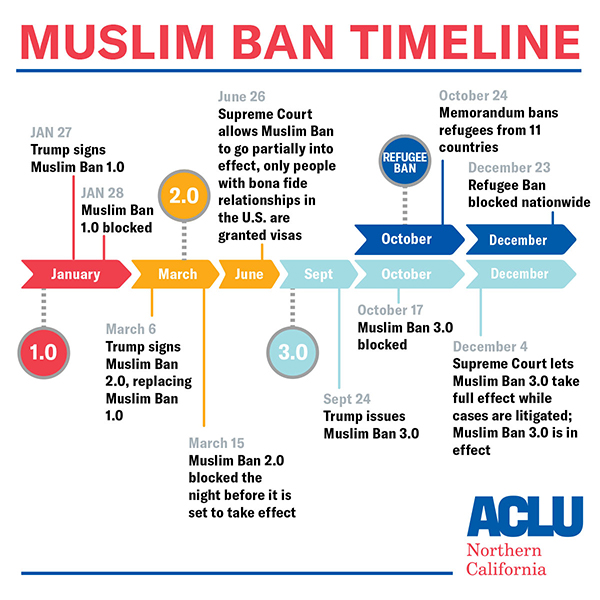 MUSLIM BAN TIMELINE
JAN 27
Trump signs
Muslim Ban 1.0
JAN 28
Muslim Ban
1.0 blocked
2.0
June 26
Supreme Court
allows Muslim Ban
to go partially into
effect, only people
with bona fide
relationships in
the U.S. are
granted visas
REFUGEE
BAN
October 24
Memorandum bans
refugees from 11
countries
December 23
Refugee Ban
blocked nationwide
October
December
January
March
June
Sept
October
December
1.0
March 6
Trump signs
Muslim Ban
2.0, replacing
Muslim Ban
1.0
March 15
Muslim Ban 2.0
blocked the
night before it is
set to take effect
3.0
Sept 24
Trump issues
Muslim Ban 3.0
October 17
Muslim Ban 3.0
blocked
December 4
Supreme Court lets
Muslim Ban 3.0 take
full effect while
cases are litigated;
Muslim Ban 3.0 is in
effect
ACLU
Northern
California